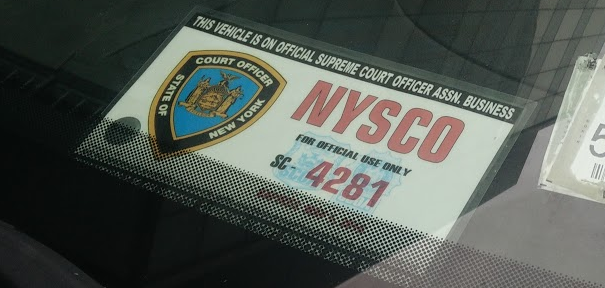 THIS VEHICLE IS ON OFFICIAL SUPREME COURT OFFICER ASSN. BUSINESS
COURT OFFICER
STATE OF
NEW YORK
NYSCO
FOR OFFICIAL USE ONLY
SC- 4281
5